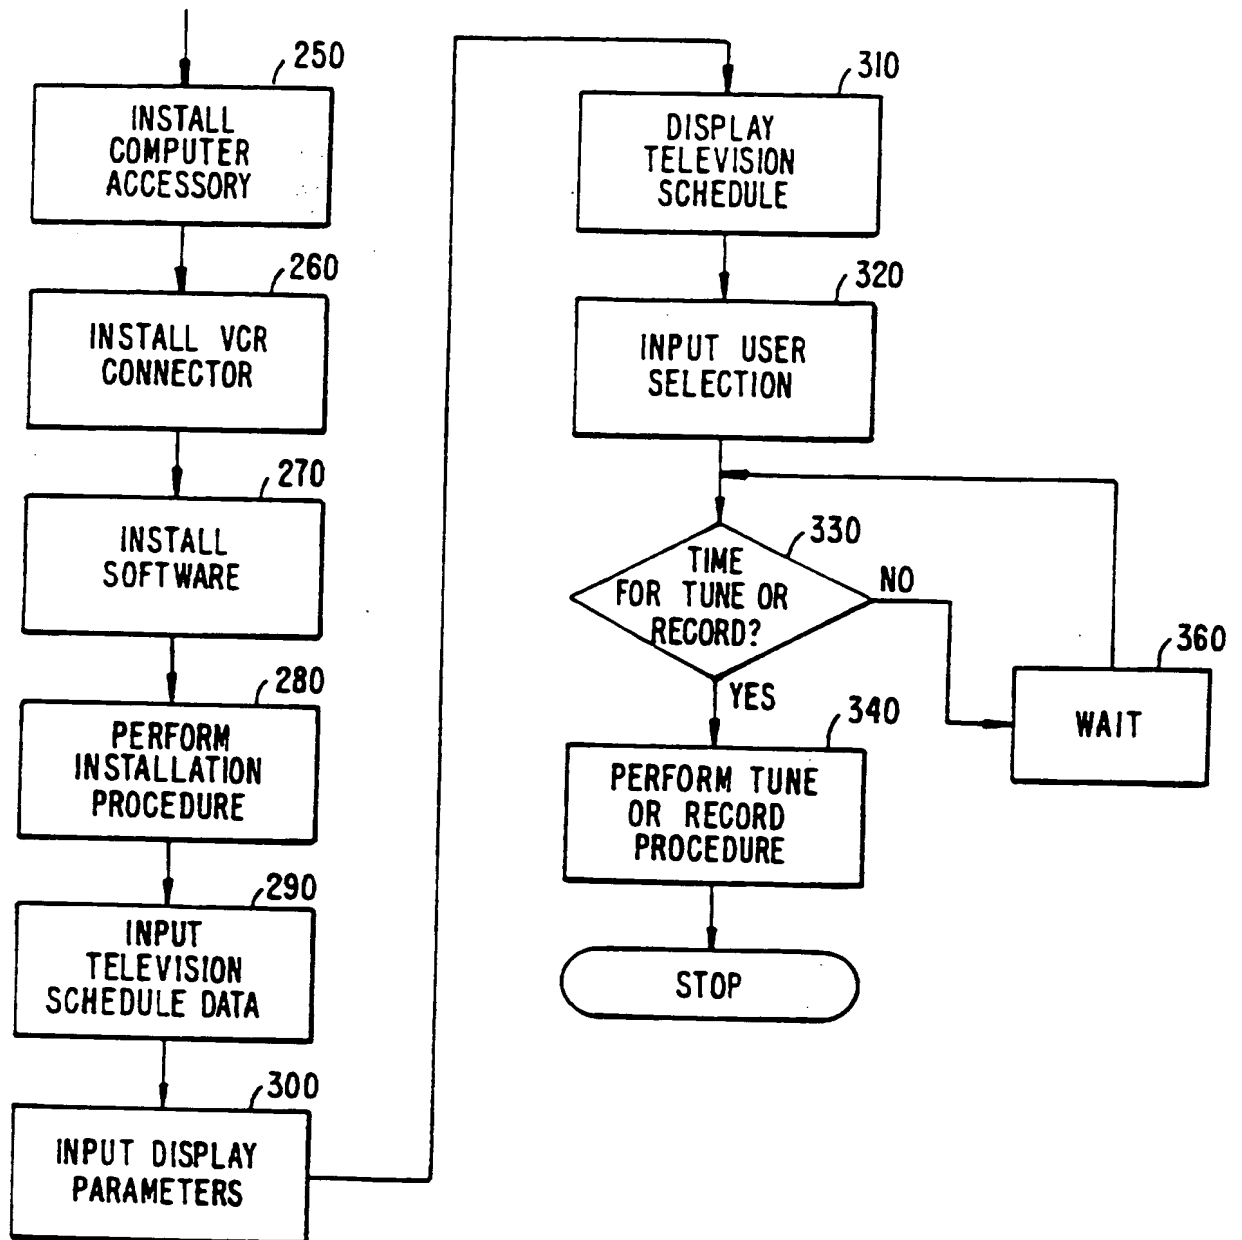 250
INSTALL
COMPUTER
ACCESSORY
260
INSTALL VCR
CONNECTOR
270
INSTALL
SOFTWARE
280
PERFORM
INSTALLATION
PROCEDURE
290
INPUT
TELEVISION
SCHEDULE DATA
300
INPUT DISPLAY
PARAMETERS
310
DISPLAY
TELEVISION
SCHEDULE
320
INPUT USER
SELECTION
330
TIME
FOR TUNE OR
RECORD?
NO
YES
360
WAIT
340
PERFORM TUNE
OR RECORD
PROCEDURE
STOP